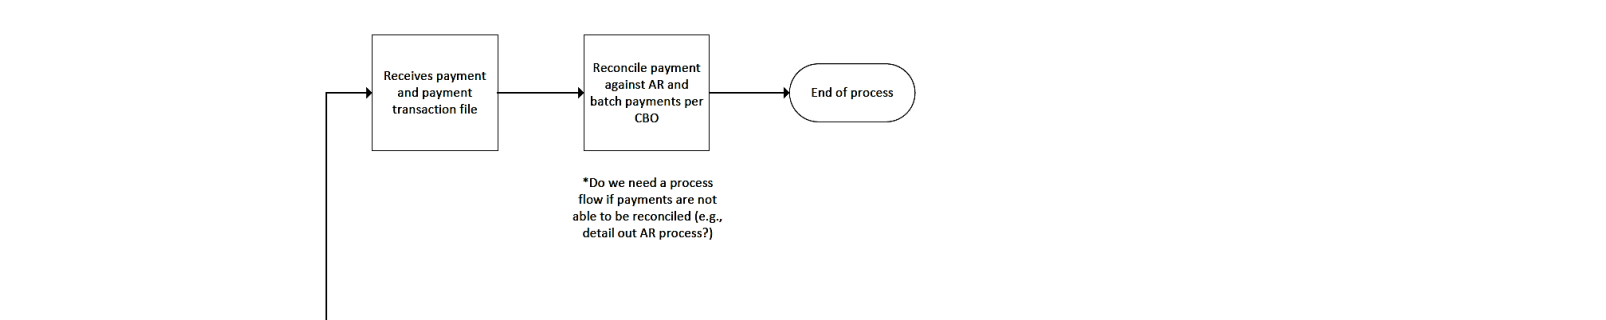 Receives payment
and payment
transaction file
Reconcile payment
against AR and
batch payments per
CBO
End of process
*Do we need a process
flow if payments are not
able to be reconciled (e.g.,
detail out AR process?)